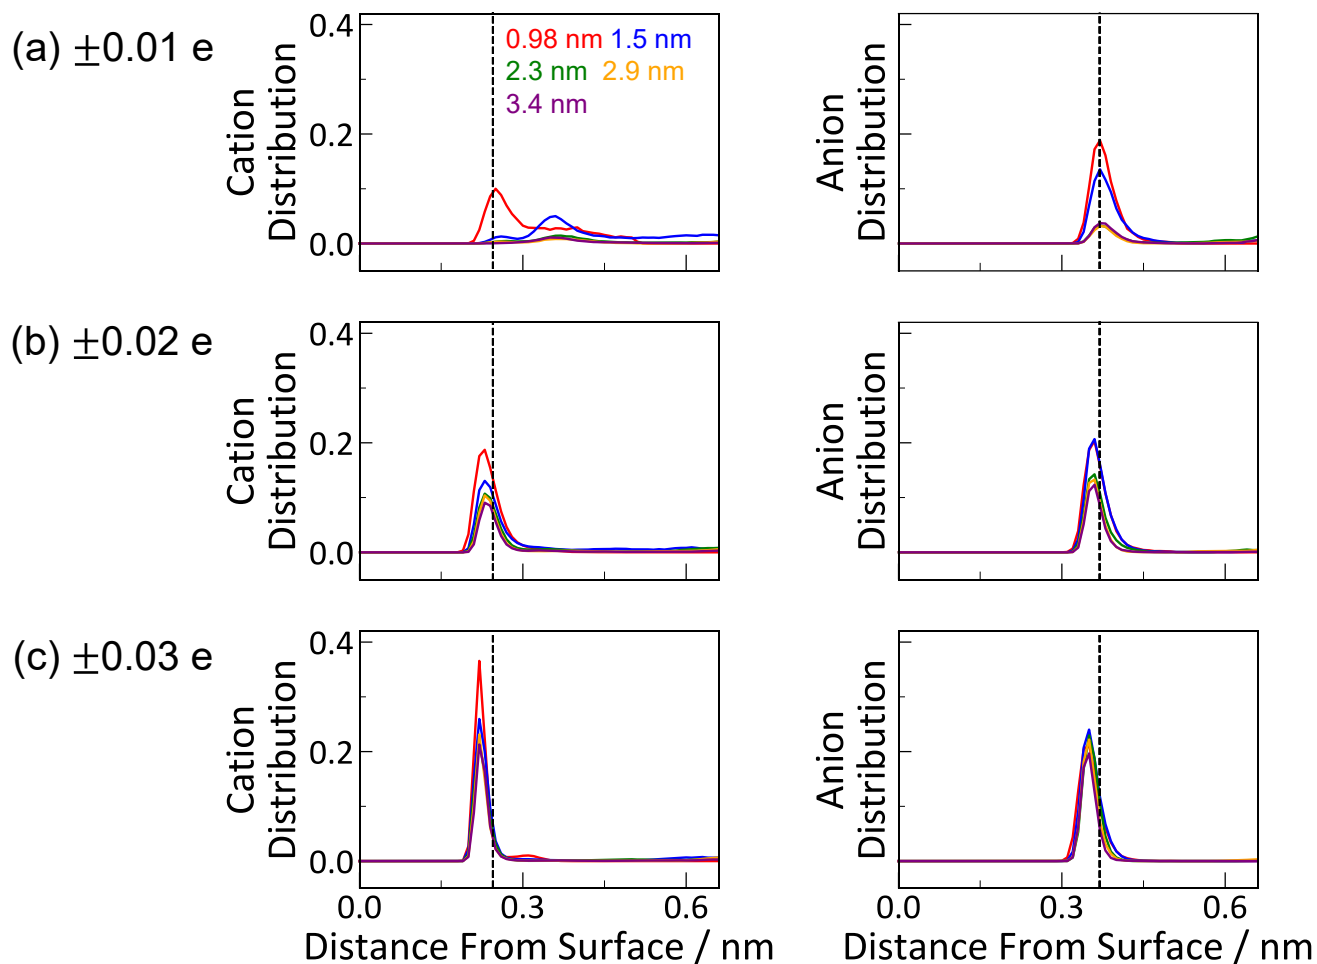 (a) ±0.01 e
Cation
Distribution
0.4
0.2
0.0
0.98 nm 1.5 nm
2.3 nm 2.9 nm
3.4 nm
Anion
Distribution
(b) ±0.02 e
Cation
Distribution
0.4
0.2
0.0
Anion
Distribution
(c) ±0.03 e
Cation
Distribution
0.4
0.2
0.0
0.0 0.3 0.6
Distance From Surface / nm
Anion
Distribution
0.0 0.3 0.6
Distance From Surface / nm